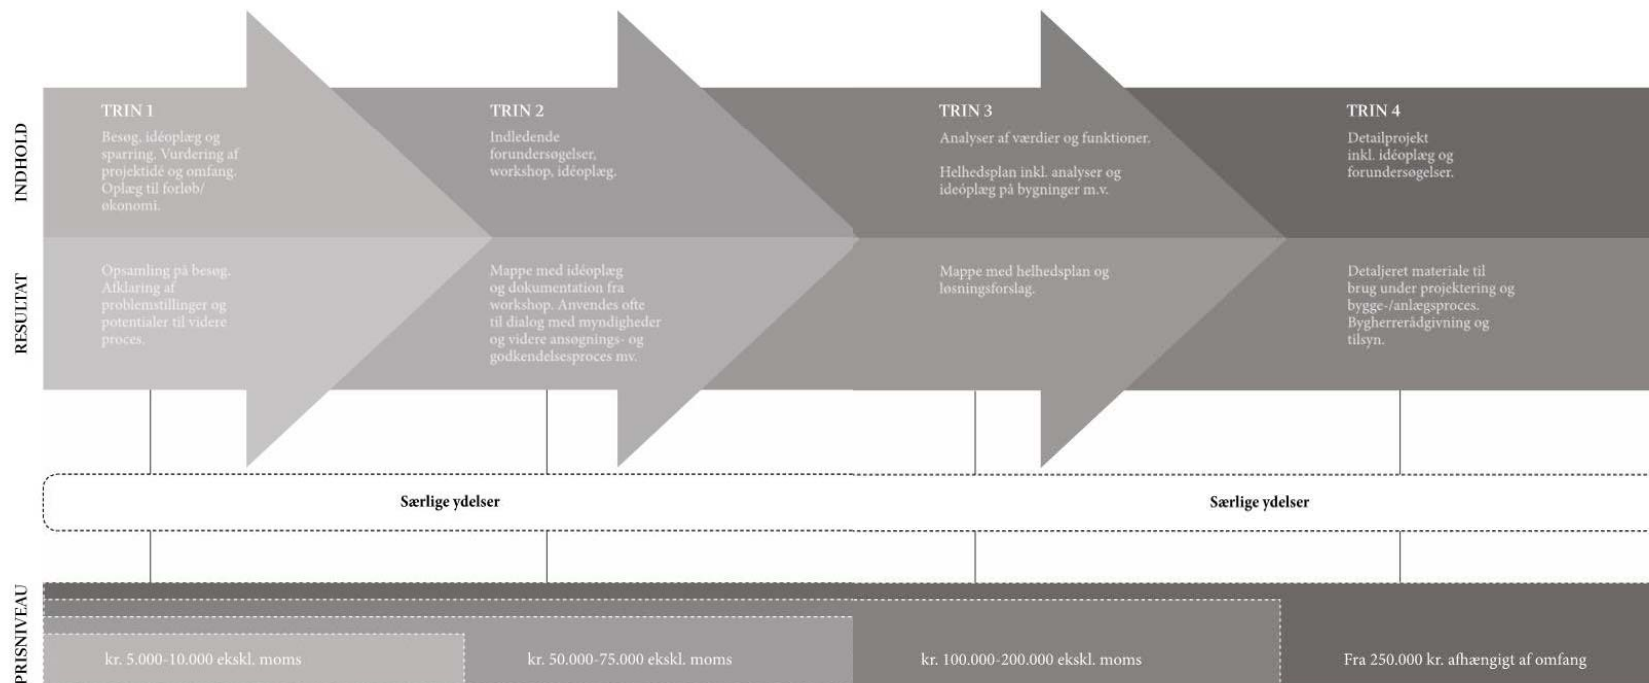 INDHOLD
TRIN 1
Besøg, idéoplæg og
sparring. Vurdering af
projektidé og omfang.
Oplæg til forløb/
økonomi.
TRIN 2
Indledende
forundersøgelser,
workshop, idéoplæg.
TRIN 3
Analyser af værdier og funktioner.
Helhedsplan inkl. analyser og
ideóplæg på bygninger m.v.
TRIN 4
Detailprojekt
inkl. idéoplæg og
forundersøgelser.
RESULTAT
Opsamling på besøg.
Afklaring af
problemstillinger og
potentialer til videre
proces.
Mappe med idéoplæg
og dokumentation fra
workshop. Anvendes ofte
til dialog med myndigheder
og videre ansøgnings- og
godkendelsesproces mv.
Mappe med helhedsplan og
løsningsforslag.
Detaljeret materiale til
brug under projektering og
bygge-/anlægsproces.
Bygherrerådgivning og
tilsyn.
Særlige ydelser
Særlige ydelser
PRISNIVEAU
kr. 5.000-10.000 ekskl. moms
kr. 50.000-75.000 ekskl. moms
kr. 100.000-200.000 ekskl. moms
Fra 250.000 kr. afhængigt af omfang